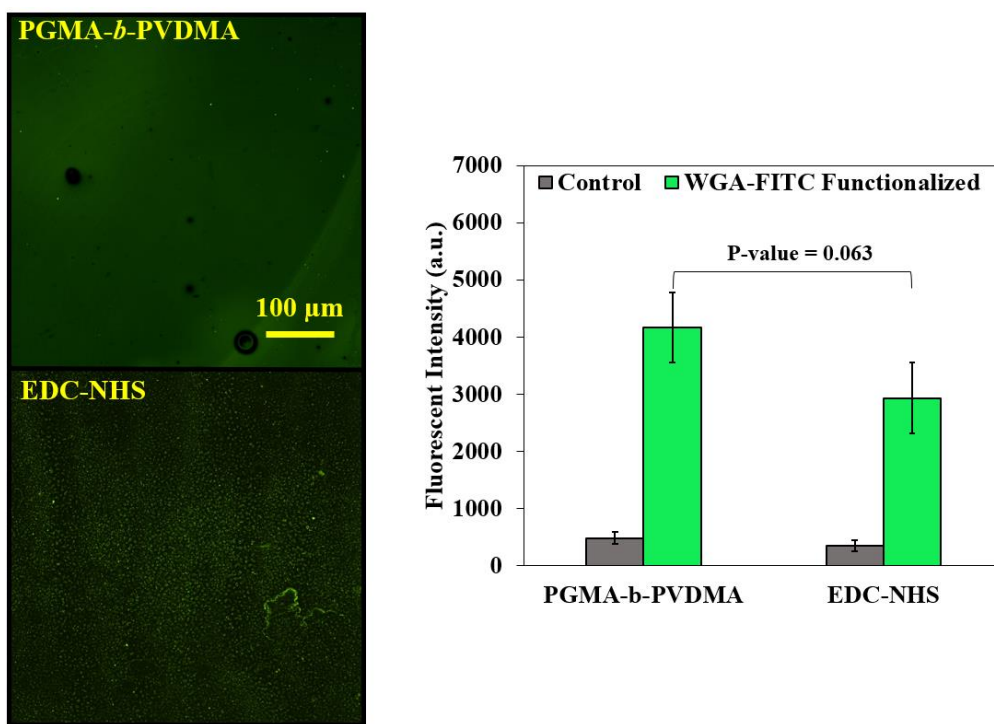 PGMA-b-PVDMA
100 µm
EDC-NHS
7000
6000
5000
4000
3000
2000
1000
0
Fluorescent Intensity (a.u.)
Control WGA-FITC Functionalized
P-value = 0.063
PGMA-b-PVDMA EDC-NHS